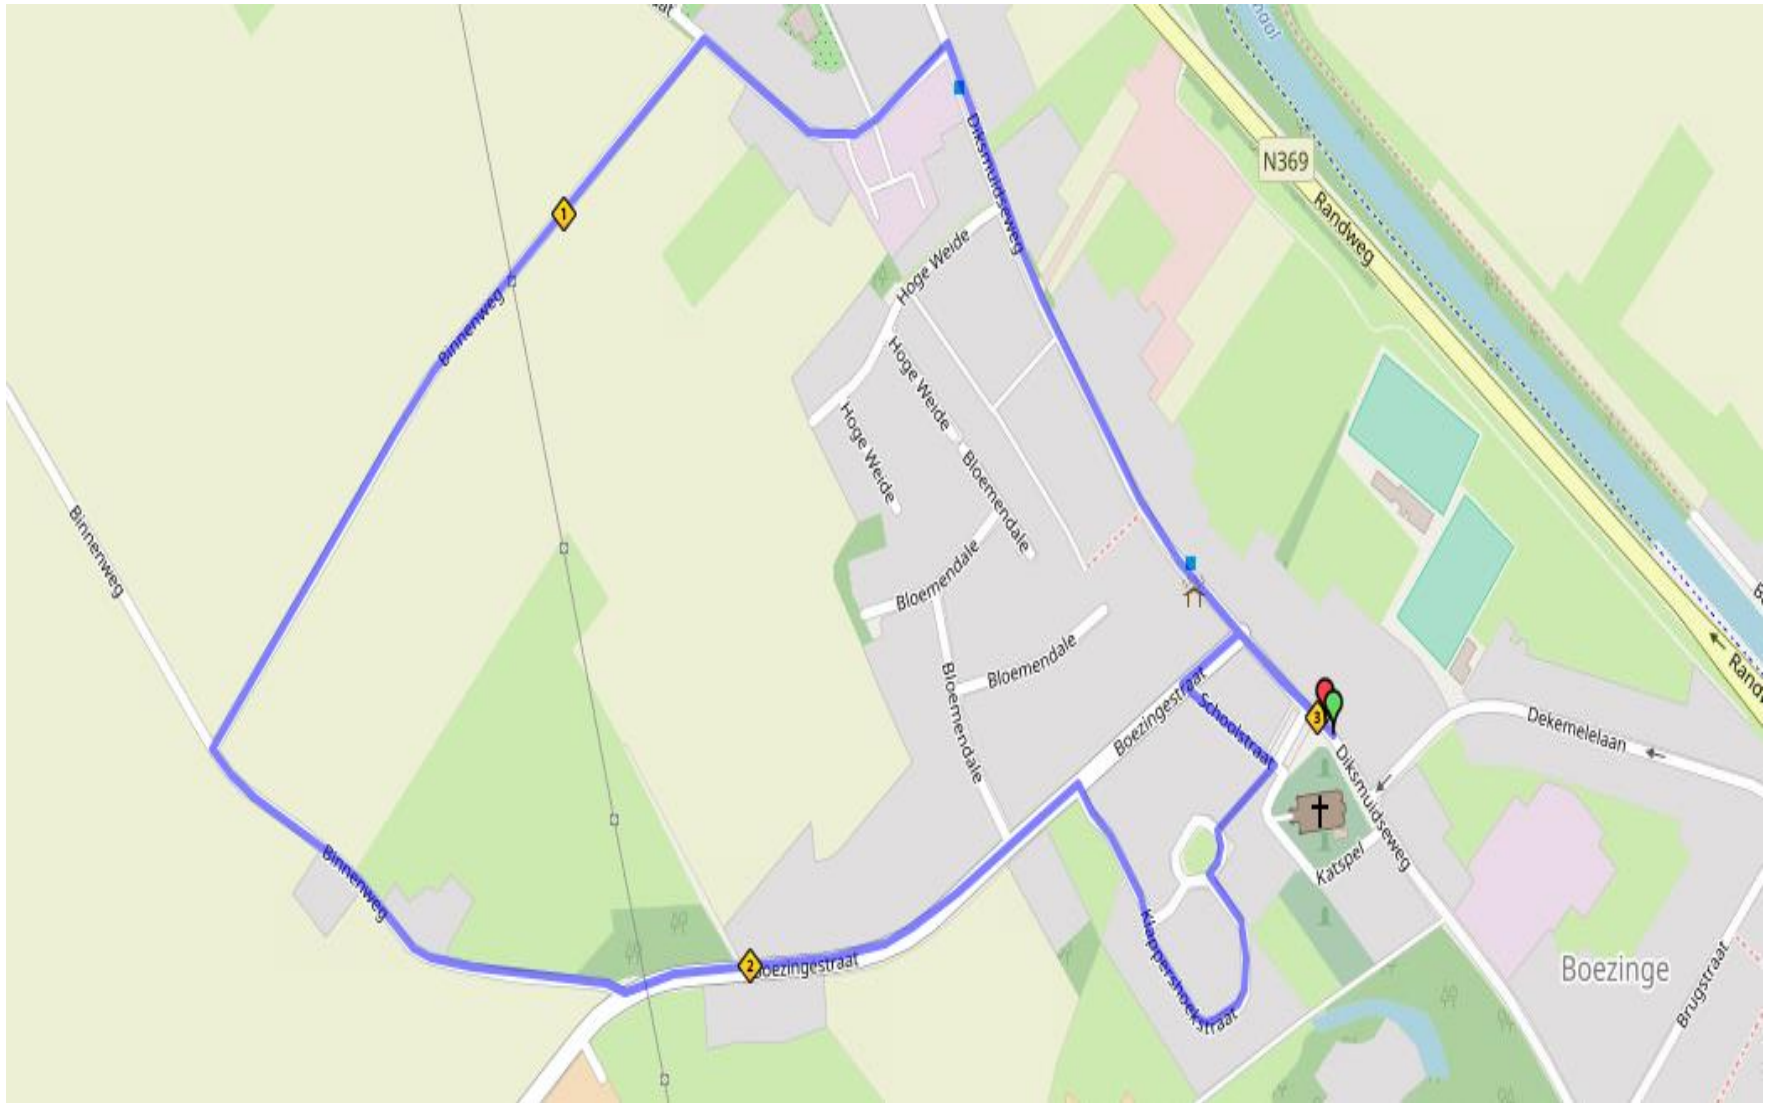 N369
Randweg
Diksmuidseweg
Hoge Weide
Binnenweg
Hoge Weide
Hoge Weide
Bloemendale
Binnenweg
Bloemendale
Bloemendale
Bloemendale
Boezingestraat
Schoolstraat
Dekemelelaan
Diksmuidseweg
Katspel
Binnenweg
Boezingestraat
Klappershoekstraat
Boezinge
Brugstraat
1
2
3